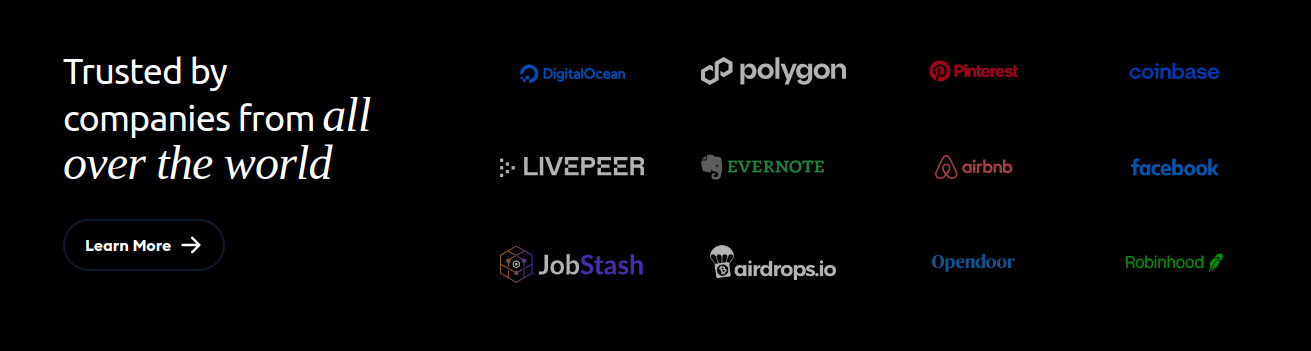 Trusted by
companies from all
over the world
Learn More
DigitalOcean
polygon
Pinterest
coinbase
LIVEPEER
EVERNOTE
airbnb
facebook
JobStash
airdrops.io
Opendoor
Robinhood